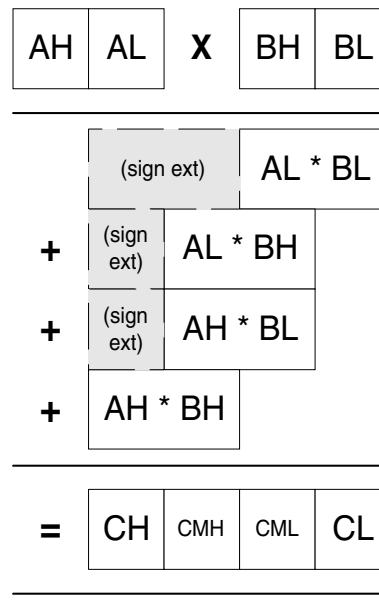 AH AL X BH BL
(sign ext) AL * BL
+ (sign ext) AL * BH
+ (sign ext) AH * BL
+ AH * BH
= CH CMH CML CL